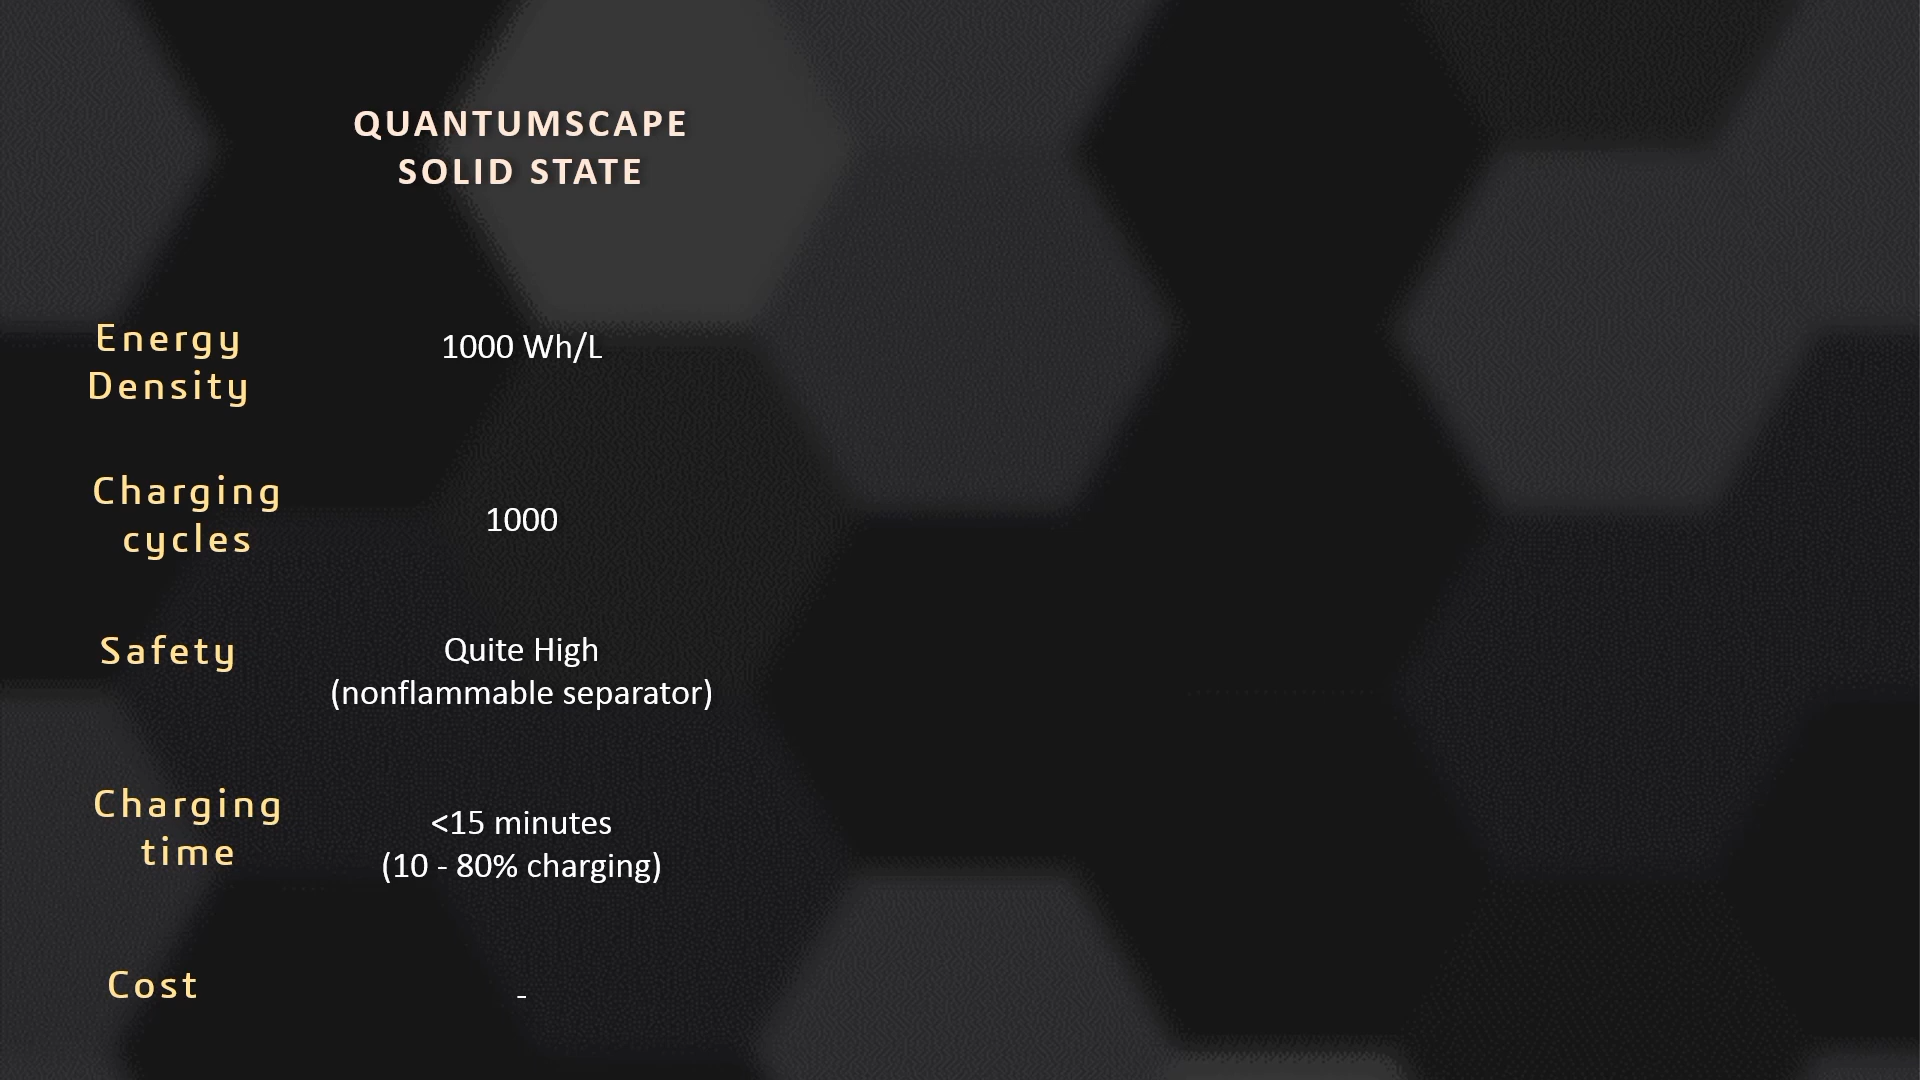 QUANTUMSCAPE
SOLID STATE
Energy
Density
1000 Wh/L
Charging
cycles
1000
Safety
Quite High
(nonflammable separator)
Charging
time
<15 minutes
(10 - 80% charging)
Cost
-